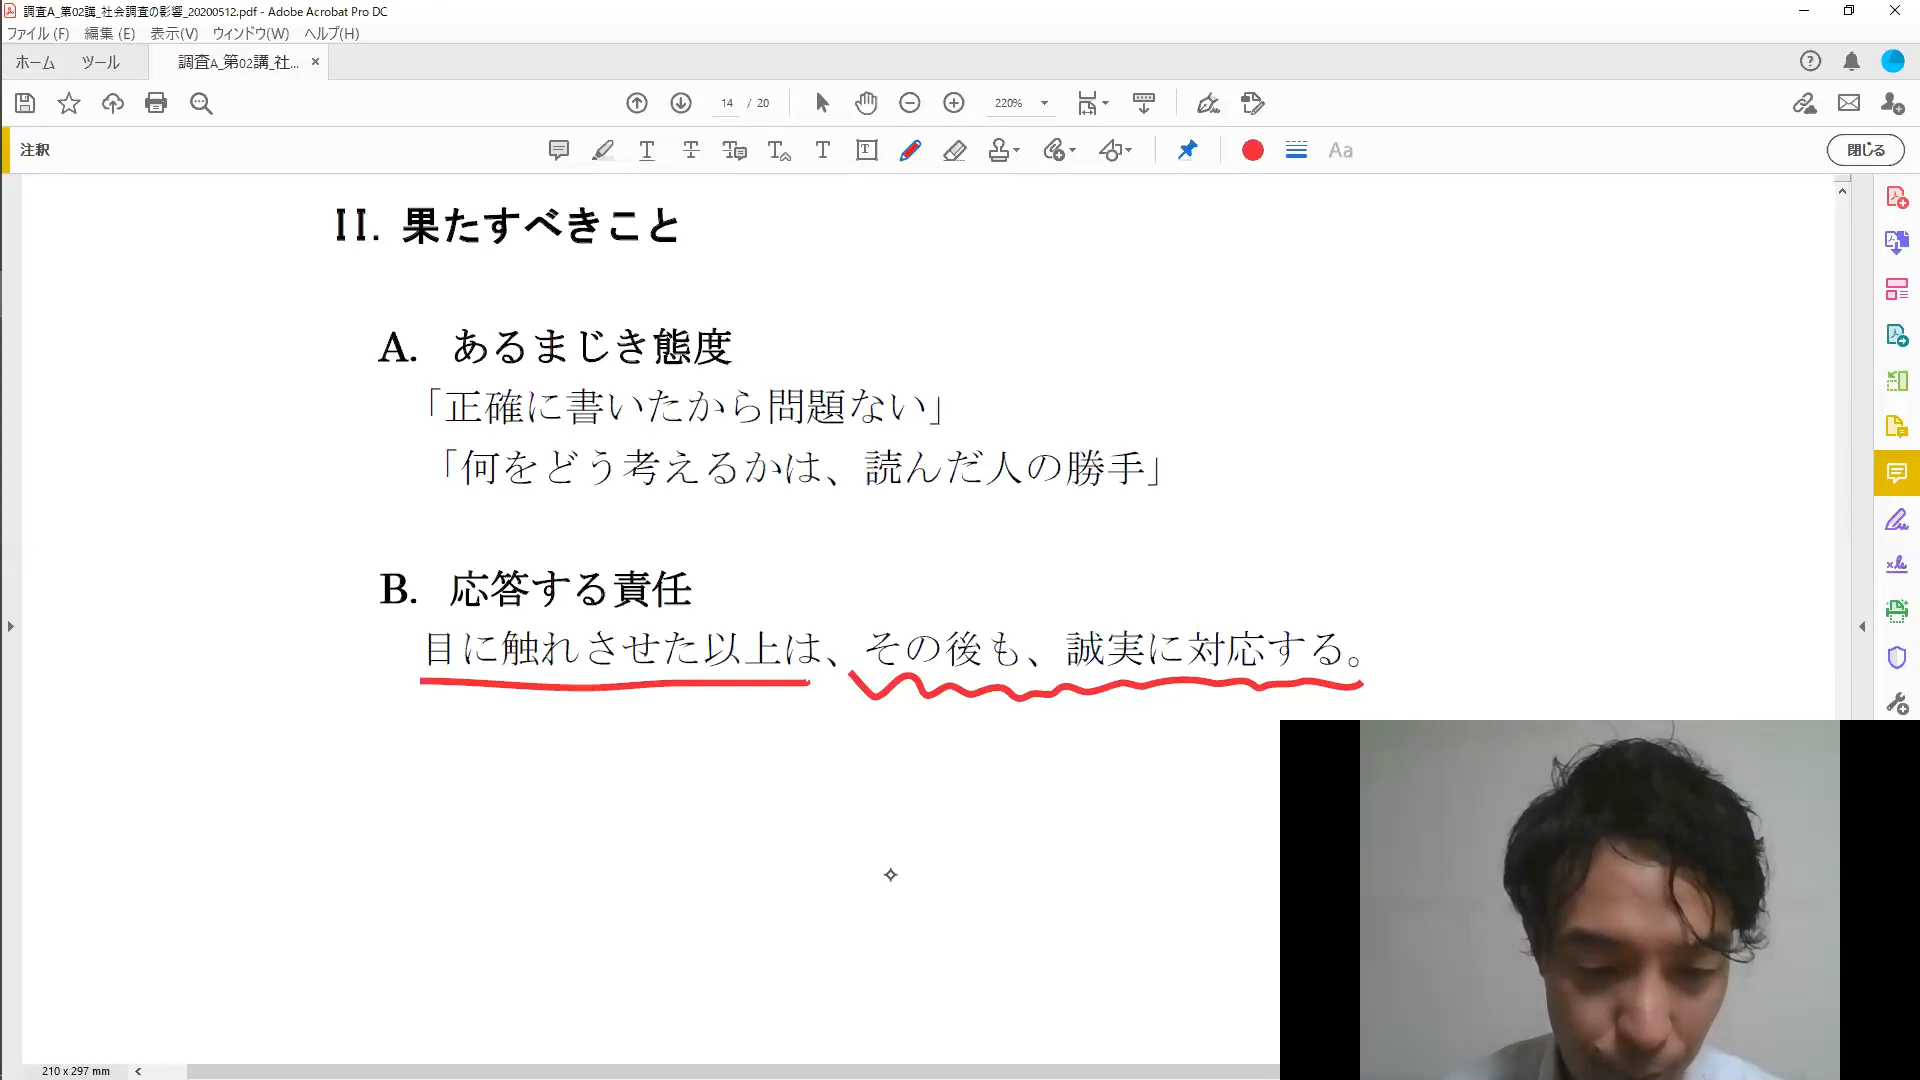 調査A_第02講_社会調査の影響_20200512.pdf - Adobe Acrobat Pro DC
ファイル(F) 編集(E) 表示(V) ウィンドウ(W) ヘルプ(H)
ホーム ツール 調査A_第02講_社... ×
14 / 20 220%
注釈 Aa 閉じる
II. 果たすべきこと
A. あるまじき態度
「正確に書いたから問題ない」
「何をどう考えるかは、読んだ人の勝手」
B. 応答する責任
目に触れさせた以上は、その後も、誠実に対応する。
210 x 297 mm